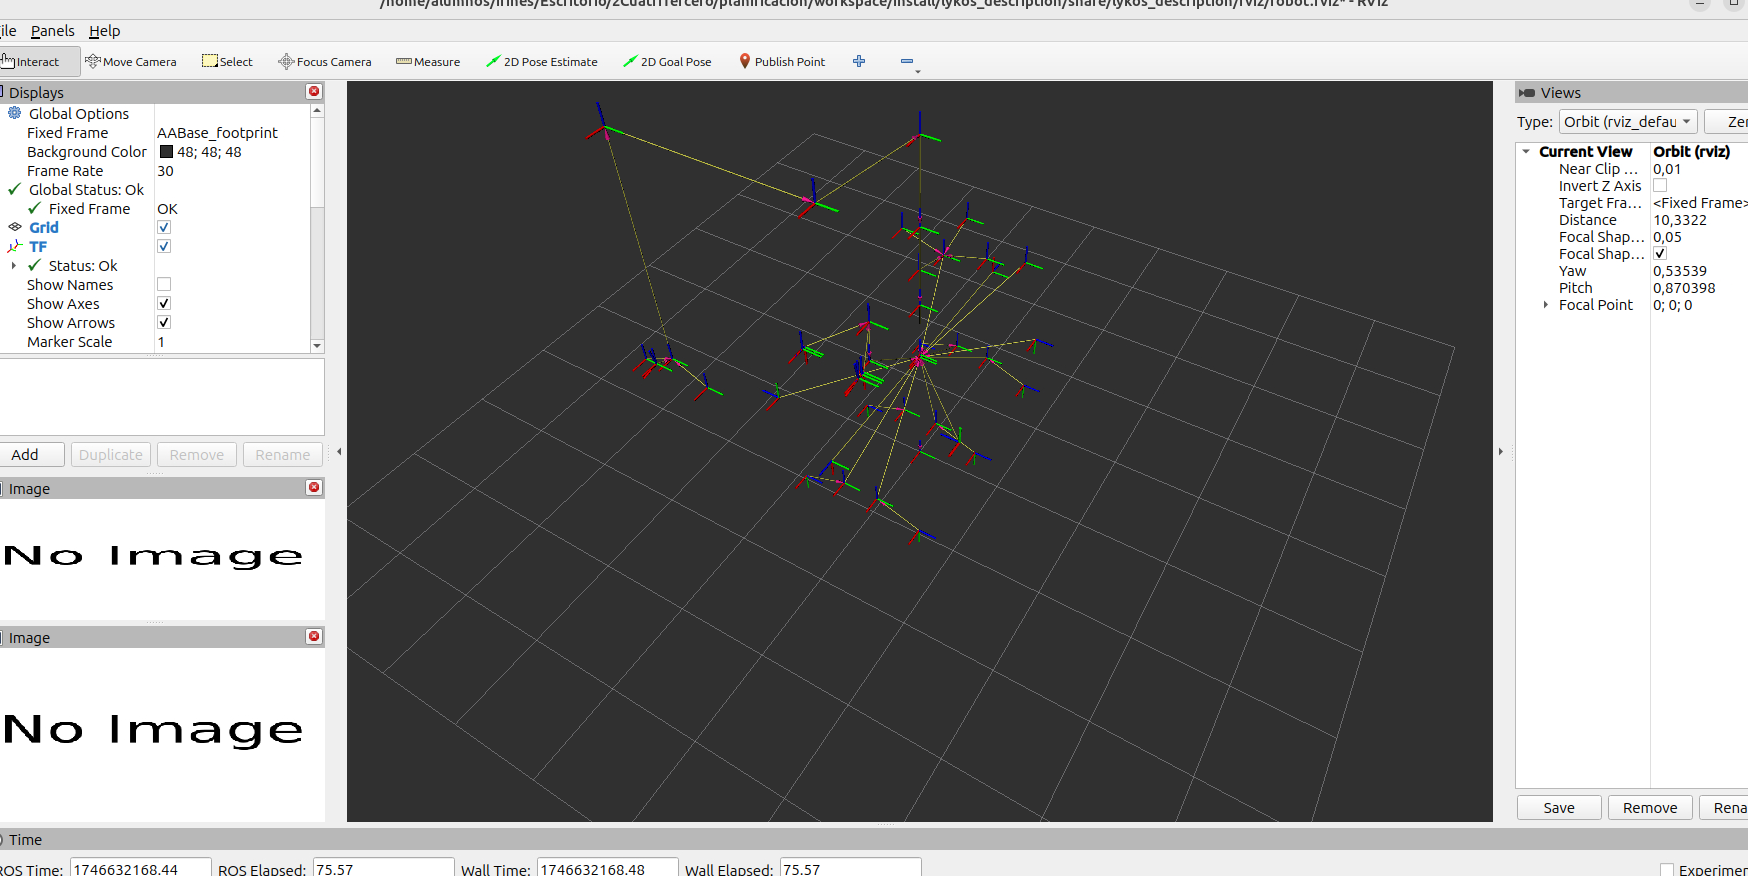 /home/alumnos/irines/Escritorio/2Cuatri Tercero/planificacion/workspace/install/lykos_description/share/lykos_description/rviz/robot.rviz* - RViz
ile Panels Help
Interact Move Camera Select Focus Camera Measure 2D Pose Estimate 2D Goal Pose Publish Point
Displays
Global Options
Fixed Frame AABase_footprint
Background Color 48; 48; 48
Frame Rate 30
Global Status: Ok
Fixed Frame OK
Grid
TF
Status: Ok
Show Names
Show Axes
Show Arrows
Marker Scale 1
Add Duplicate Remove Rename
Image
No Image
Image
No Image
Views
Type: Orbit (rviz_defau Zer
Current View Orbit (rviz)
Near Clip ... 0,01
Invert Z Axis
Target Fra... <Fixed Frame>
Distance 10,3322
Focal Shap... 0,05
Focal Shap...
Yaw 0,53539
Pitch 0,870398
Focal Point 0; 0; 0
Save Remove Rena
Time
ROS Time: 1746632168.44 ROS Elapsed: 75.57 Wall Time: 1746632168.48 Wall Elapsed: 75.57 Experimen